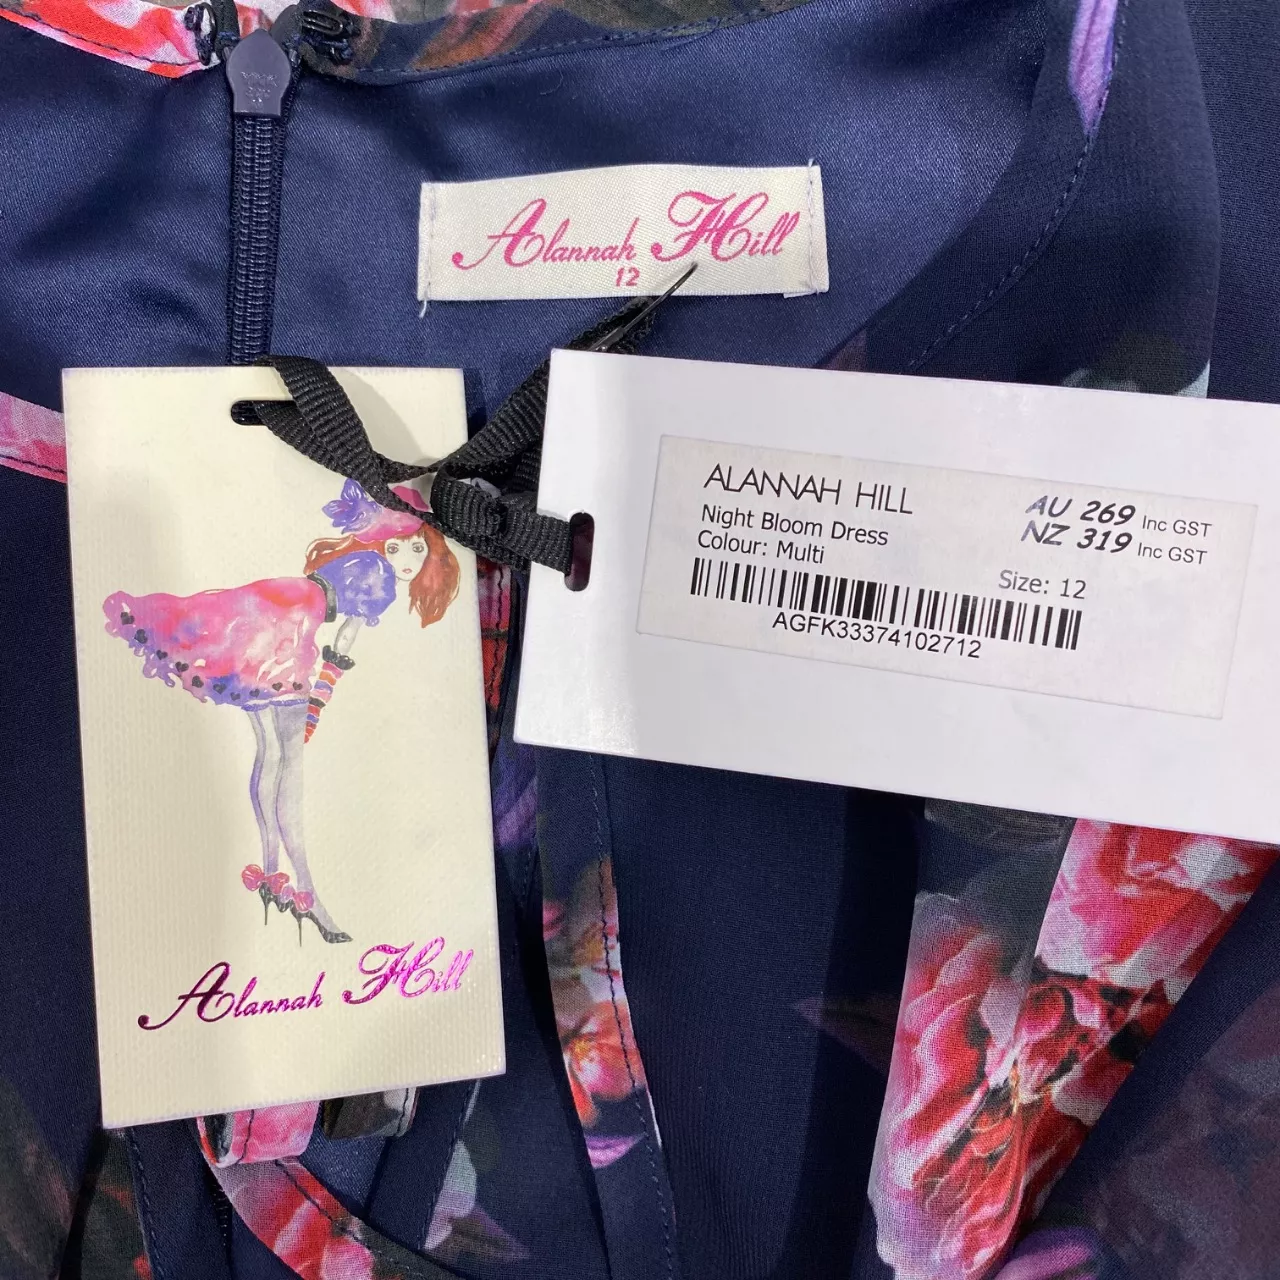 Alannah Hill
12
ALANNAH HILL
Night Bloom Dress
Colour: Multi
AU 269 Inc GST
NZ 319 Inc GST
Size: 12
AGFK33374102712
Alannah Hill